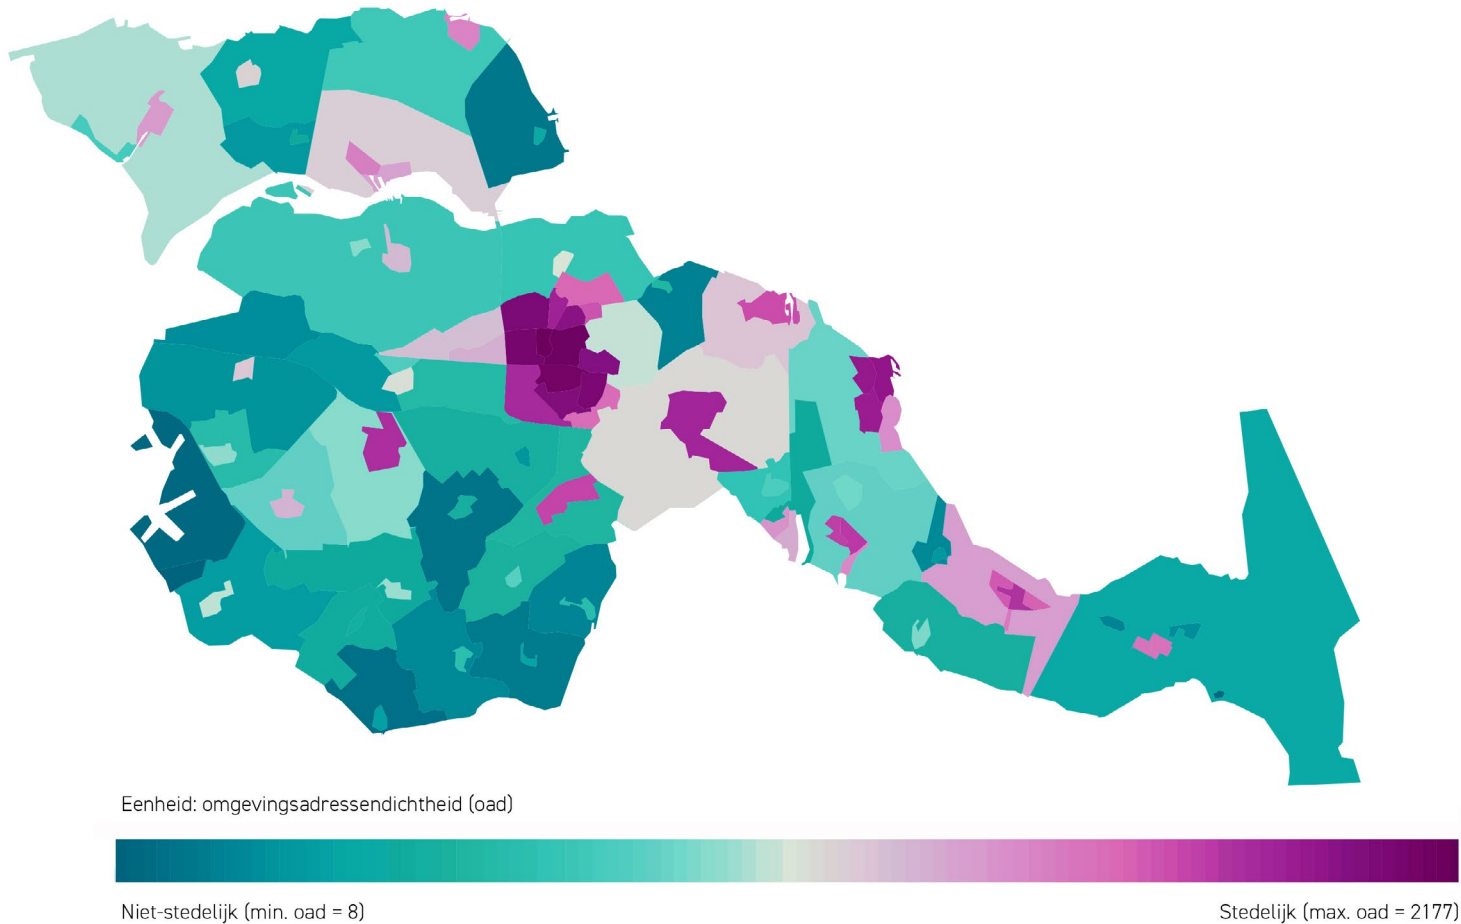 Eenheid: omgevingsadressendichtheid (oad)
Niet-stedelijk (min. oad = 8)
Stedelijk (max. oad = 2177)